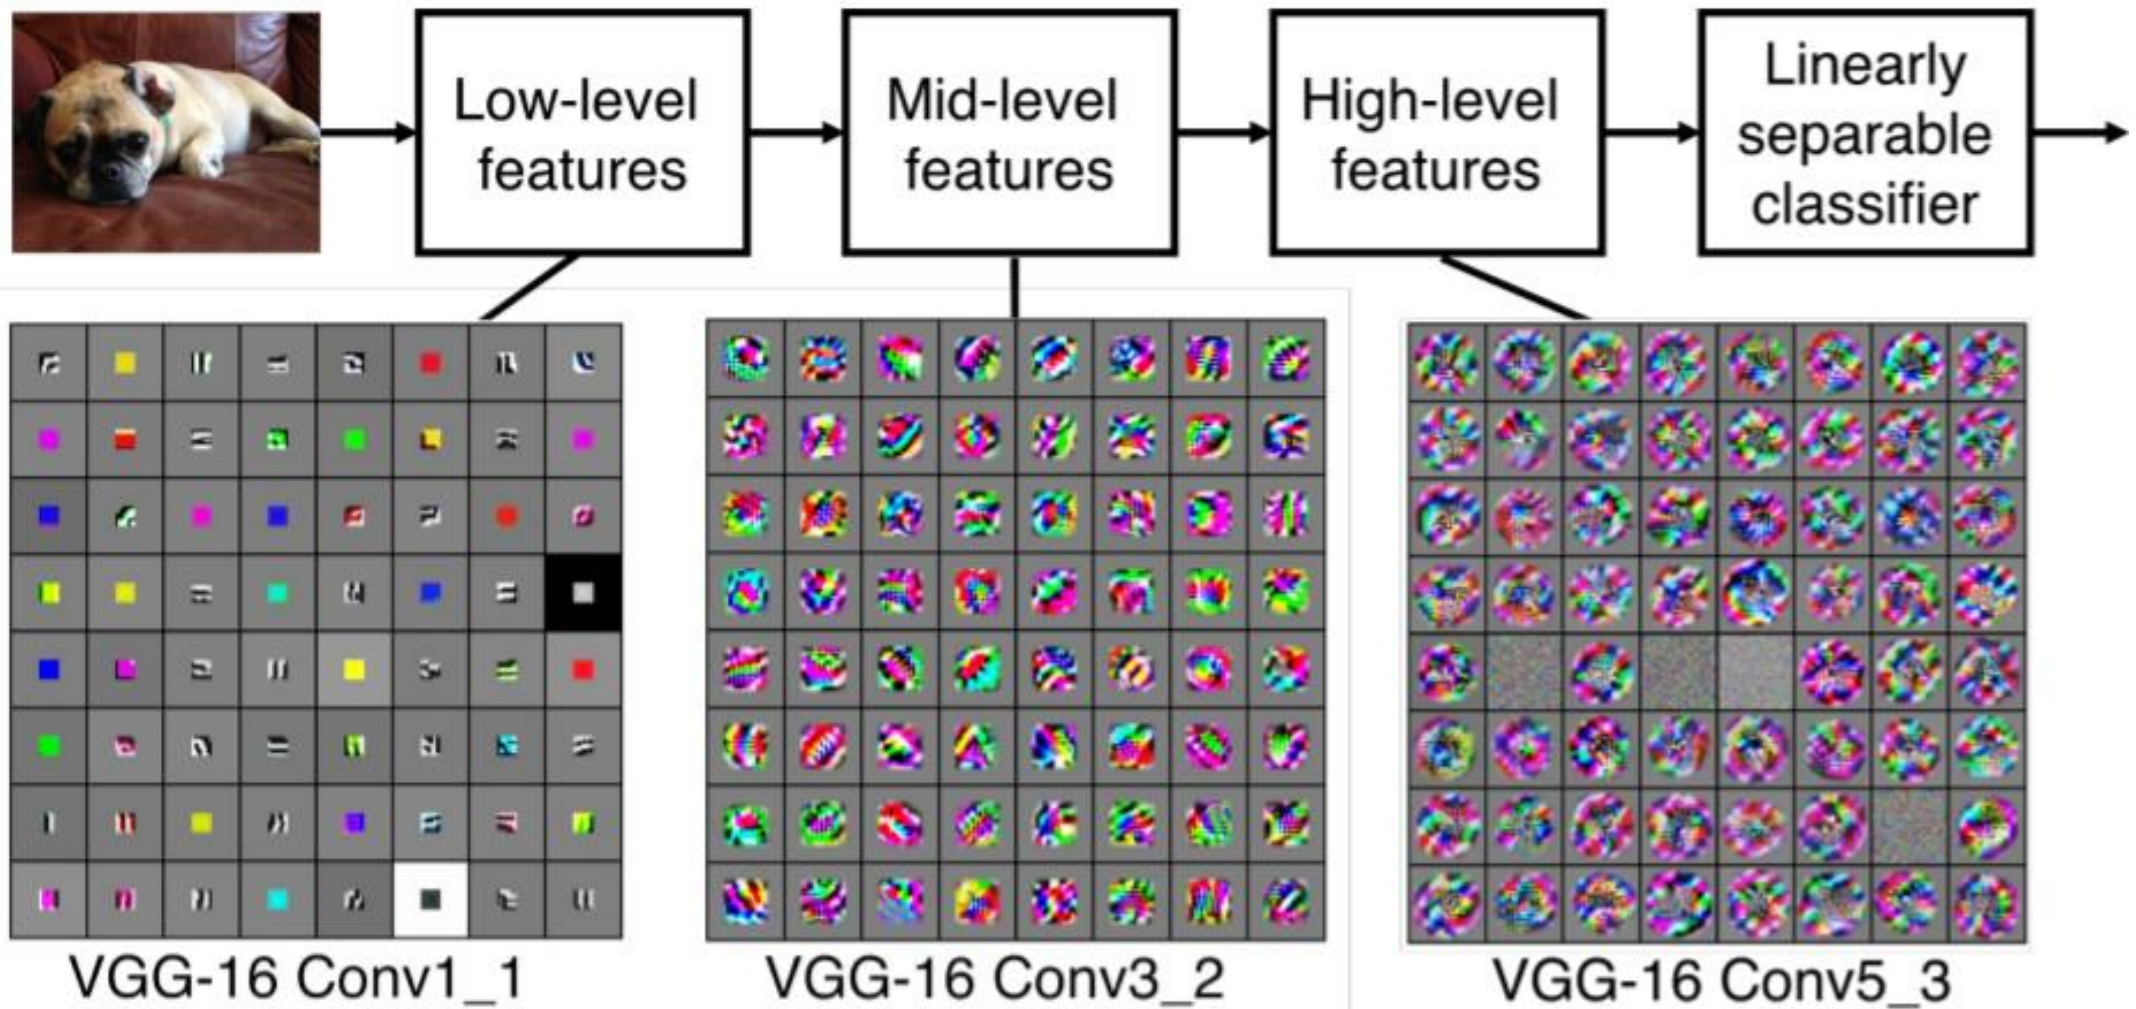 Low-level
features
Mid-level
features
High-level
features
Linearly
separable
classifier
VGG-16 Conv1_1
VGG-16 Conv3_2
VGG-16 Conv5_3